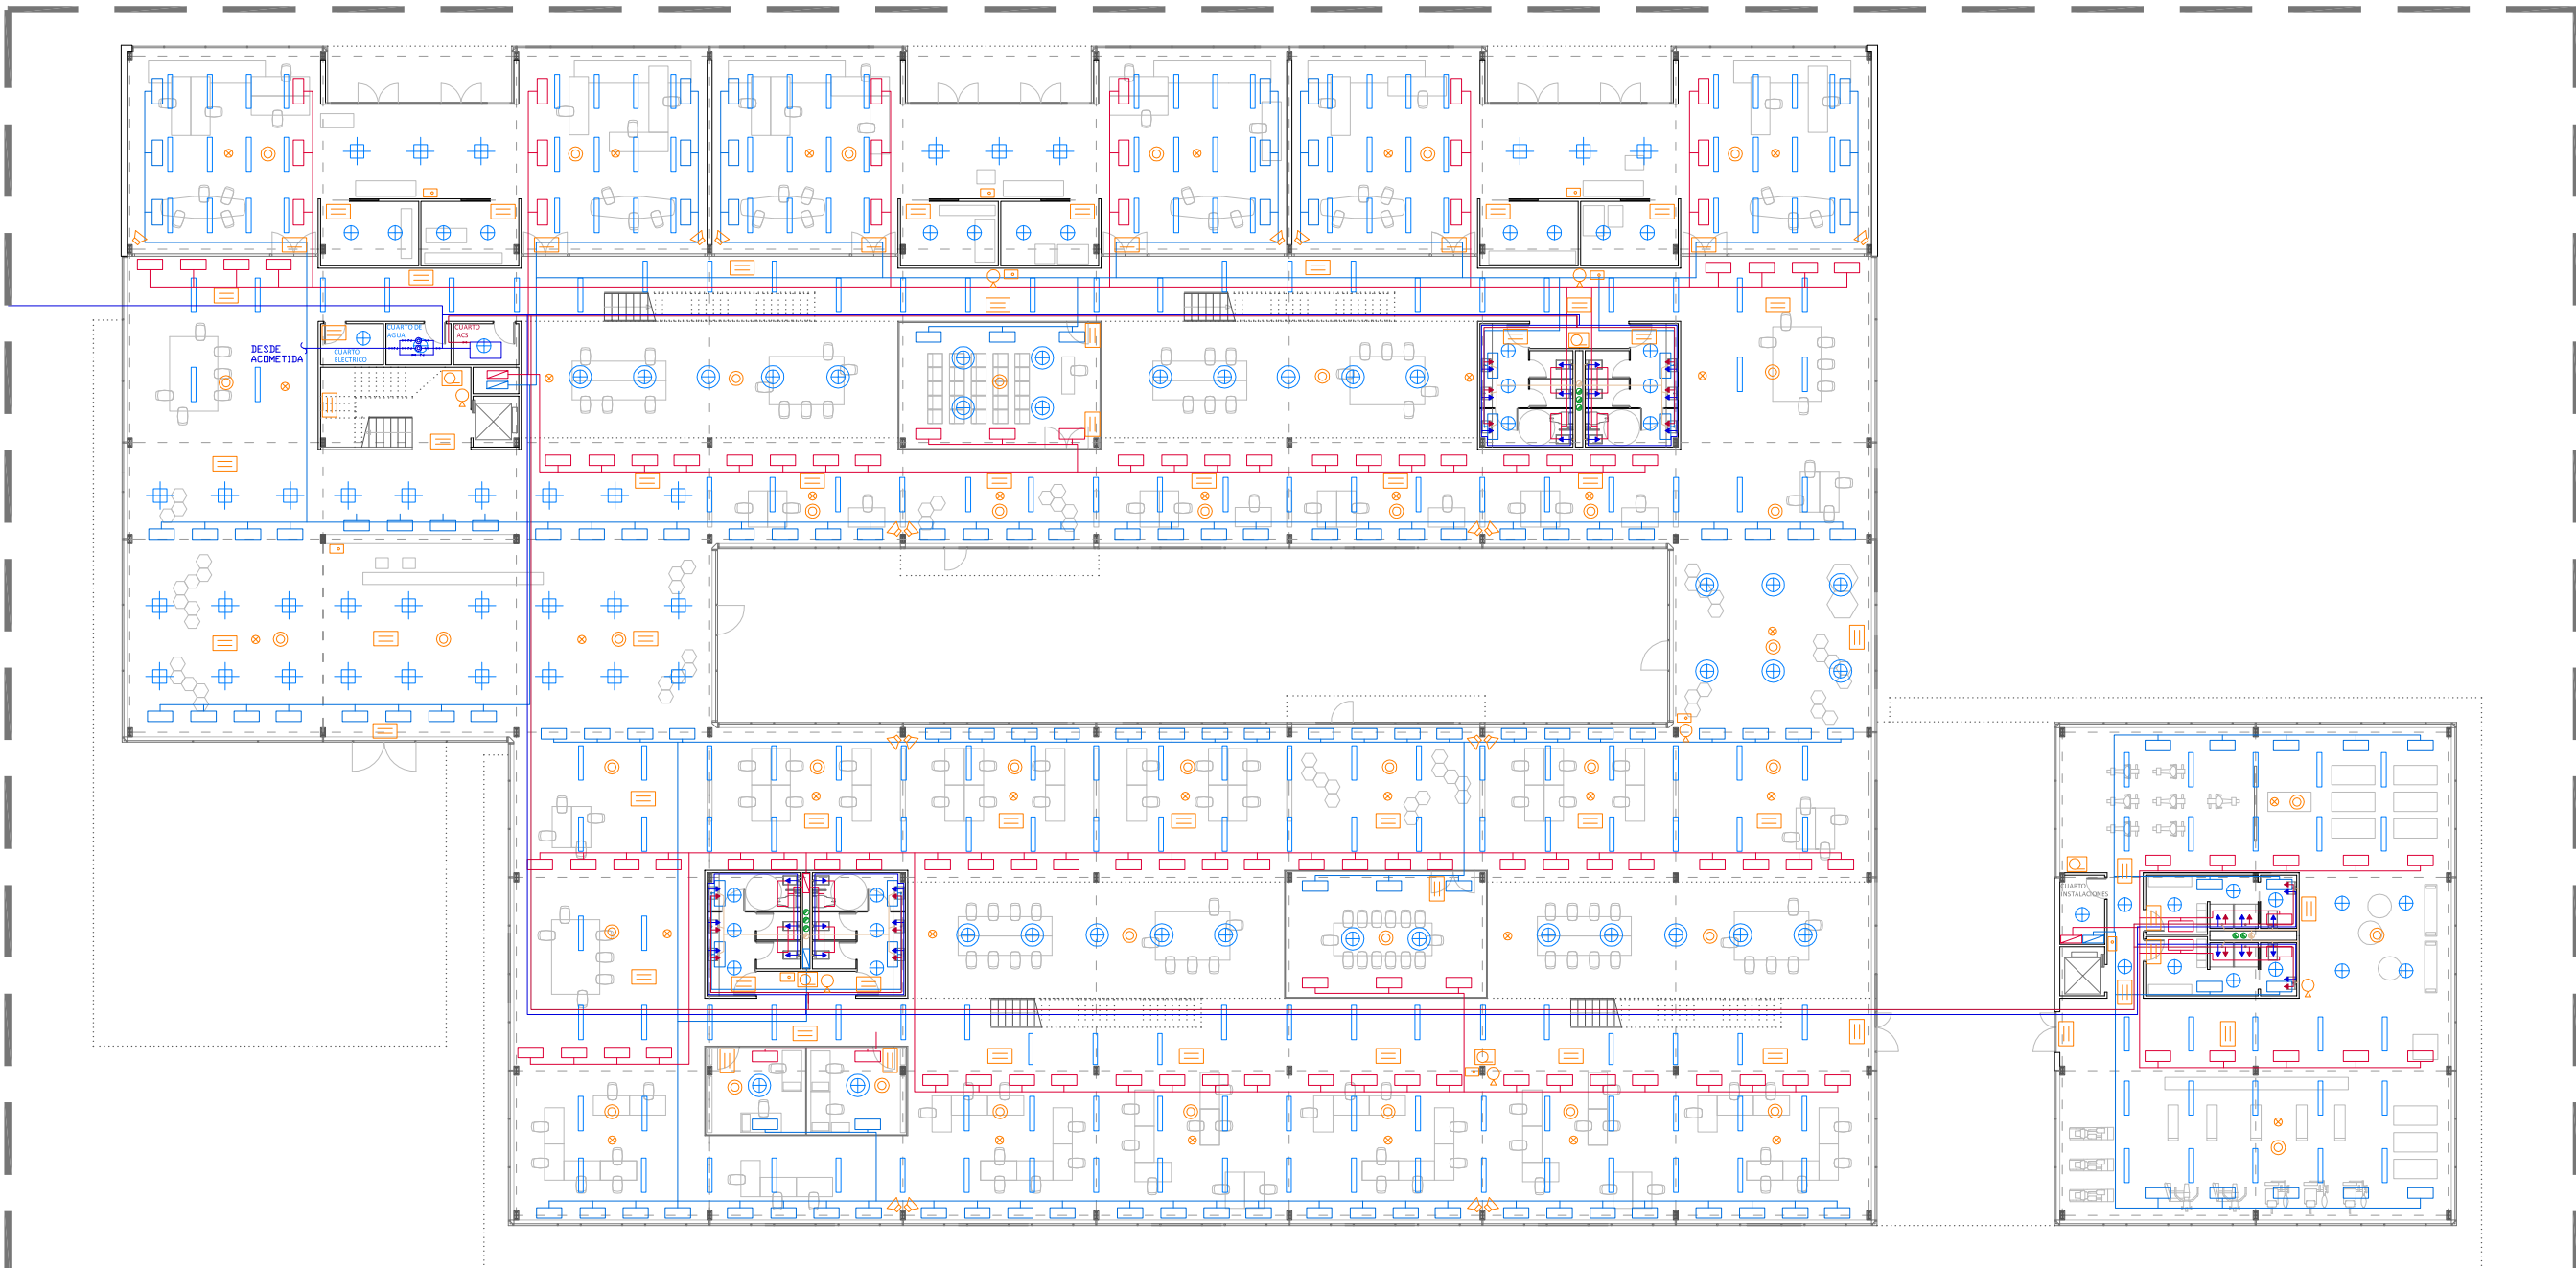 CUARTO DE
AGUA
CUARTO
ACS
CUARTO
ELECTRICO
DESDE
ACOMETIDA
CUARTO
INSTALACIONES